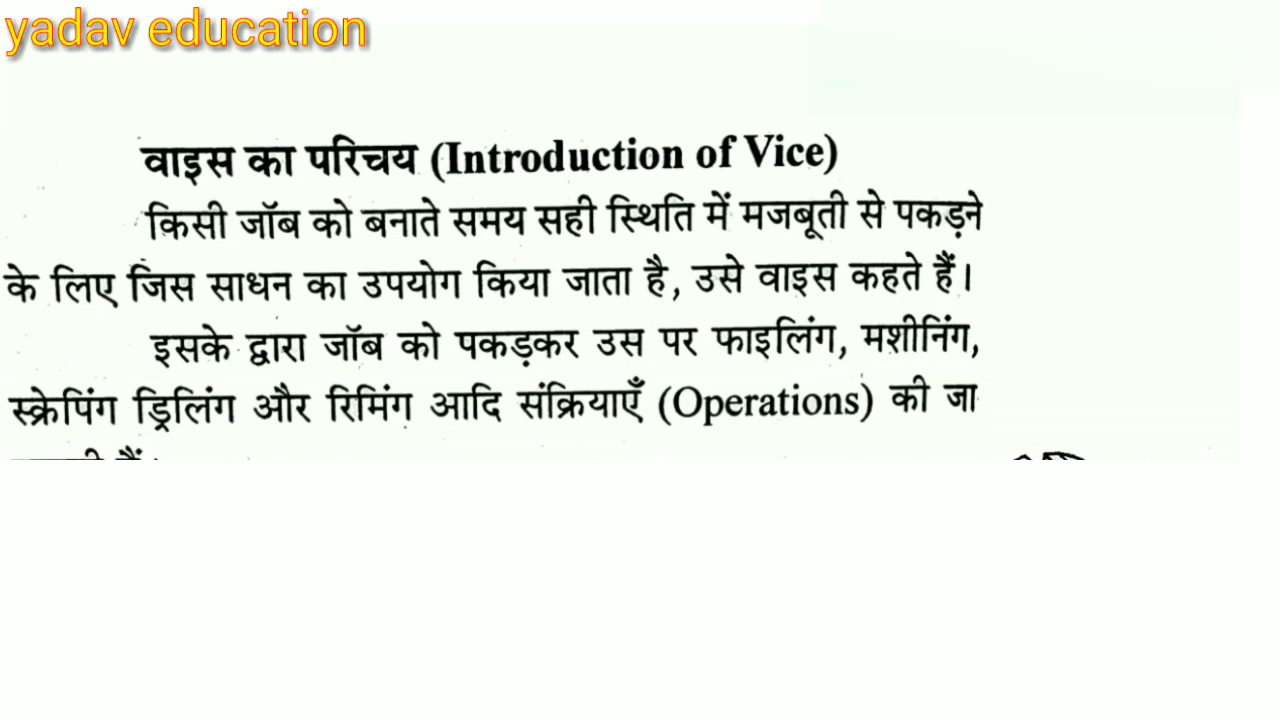 yadav education
वाइस का परिचय (Introduction of Vice)
किसी जॉब को बनाते समय सही स्थिति में मजबूती से पकड़ने
के लिए जिस साधन का उपयोग किया जाता है, उसे वाइस कहते हैं।
इसके द्वारा जॉब को पकड़कर उस पर फाइलिंग, मशीनिंग,
स्क्रेपिंग ड्रिलिंग और रिमिंग आदि संक्रियाएँ (Operations) की जा